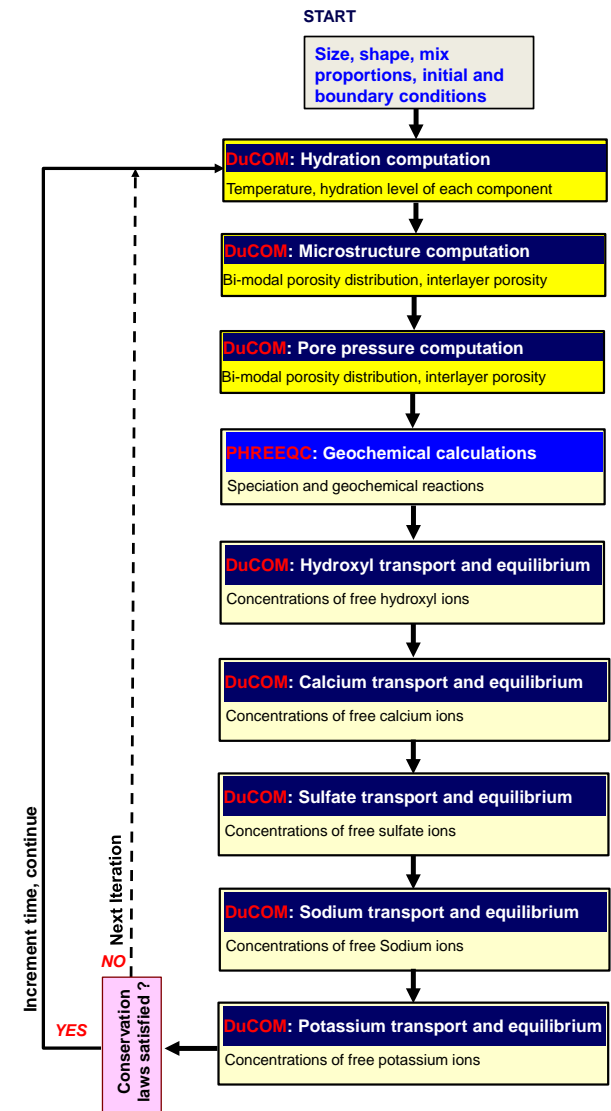 START
Size, shape, mix
proportions, initial and
boundary conditions
DuCOM: Hydration computation
Temperature, hydration level of each component
DuCOM: Microstructure computation
Bi-modal porosity distribution, interlayer porosity
DuCOM: Pore pressure computation
Bi-modal porosity distribution, interlayer porosity
PHREEQC: Geochemical calculations
Speciation and geochemical reactions
DuCOM: Hydroxyl transport and equilibrium
Concentrations of free hydroxyl ions
DuCOM: Calcium transport and equilibrium
Concentrations of free calcium ions
DuCOM: Sulfate transport and equilibrium
Concentrations of free sulfate ions
DuCOM: Sodium transport and equilibrium
Concentrations of free Sodium ions
DuCOM: Potassium transport and equilibrium
Concentrations of free potassium ions
Conservation
laws satisfied ?
NO
Next Iteration
YES
Increment time, continue